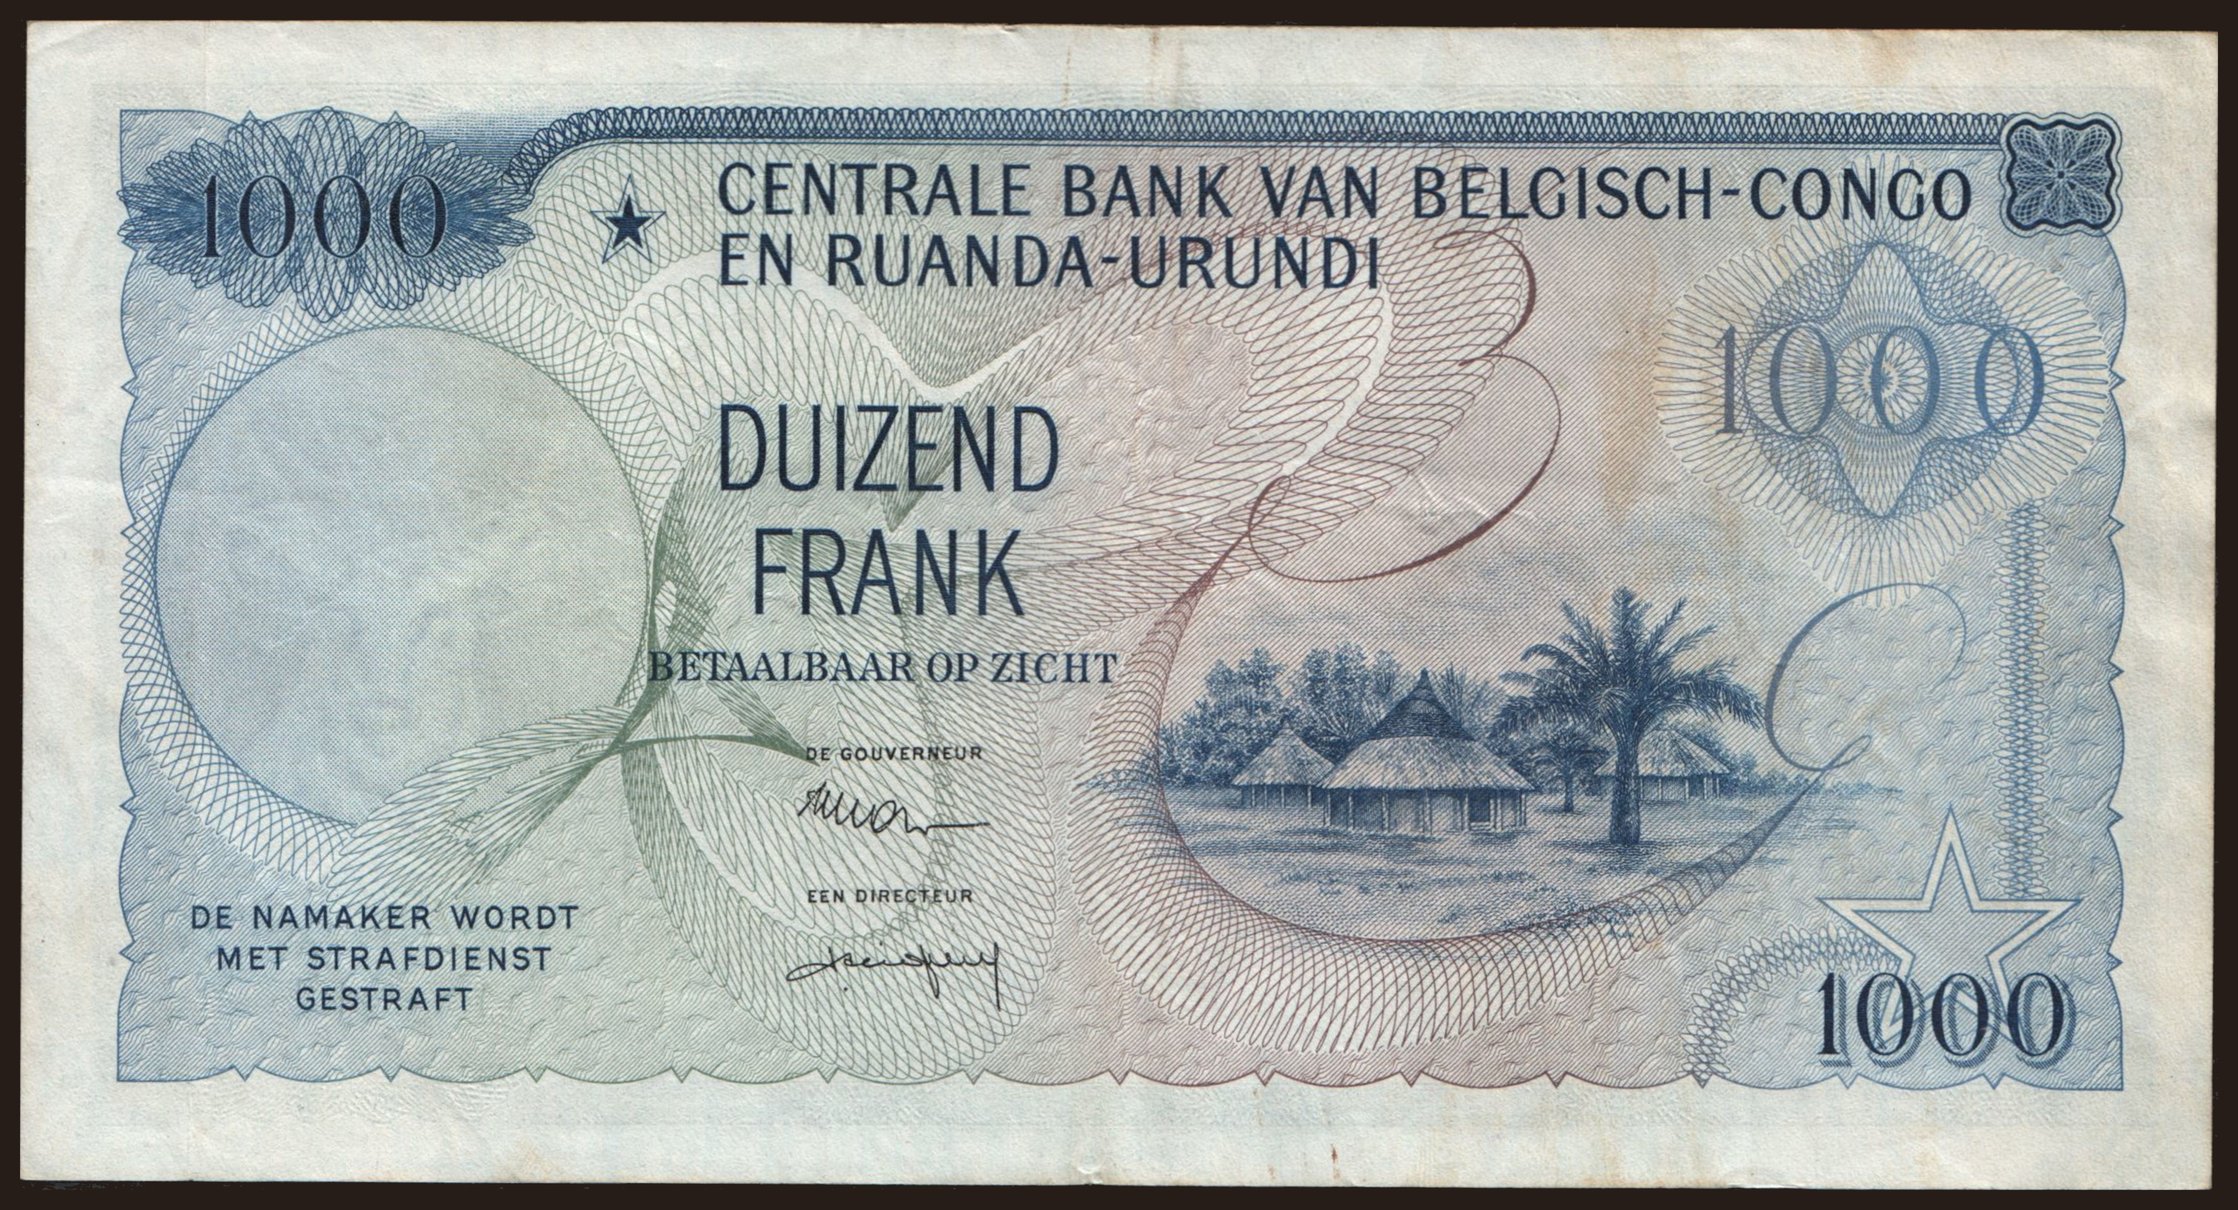 1000
CENTRALE BANK VAN BELGISCH-CONGO
EN RUANDA-URUNDI
1000
DUIZEND
FRANK
BETAALBAAR OP ZICHT
DE GOUVERNEUR
EEN DIRECTEUR
DE NAMAKER WORDT
MET STRAFDIENST
GESTRAFT
1000